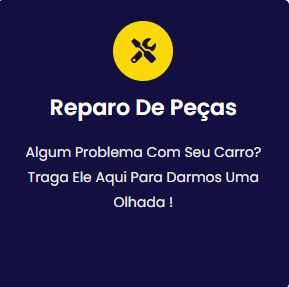 Reparo De Peças
Algum Problema Com Seu Carro?
Traga Ele Aqui Para Darmos Uma
Olhada !